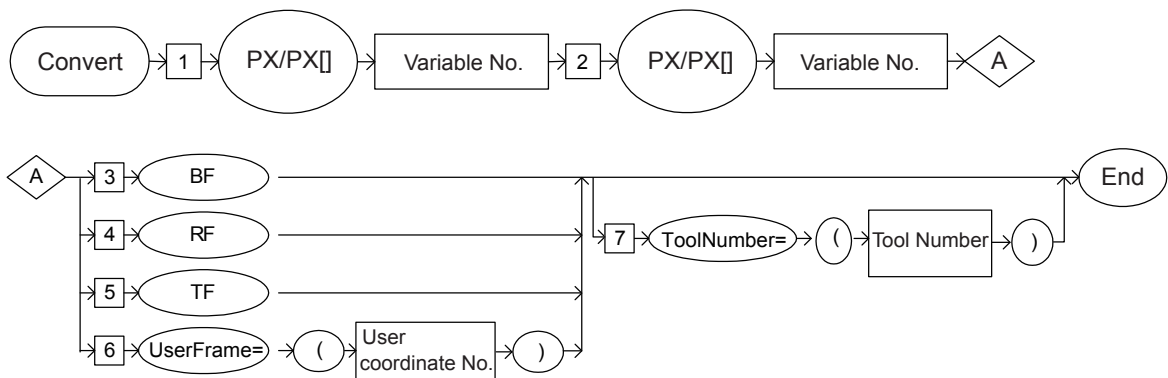 Convert 1 PX/PX[] Variable No. 2 PX/PX[] Variable No. A
A 3 BF End
4 RF 7 ToolNumber= ( Tool Number )
5 TF
6 UserFrame= ( User
coordinate No. )